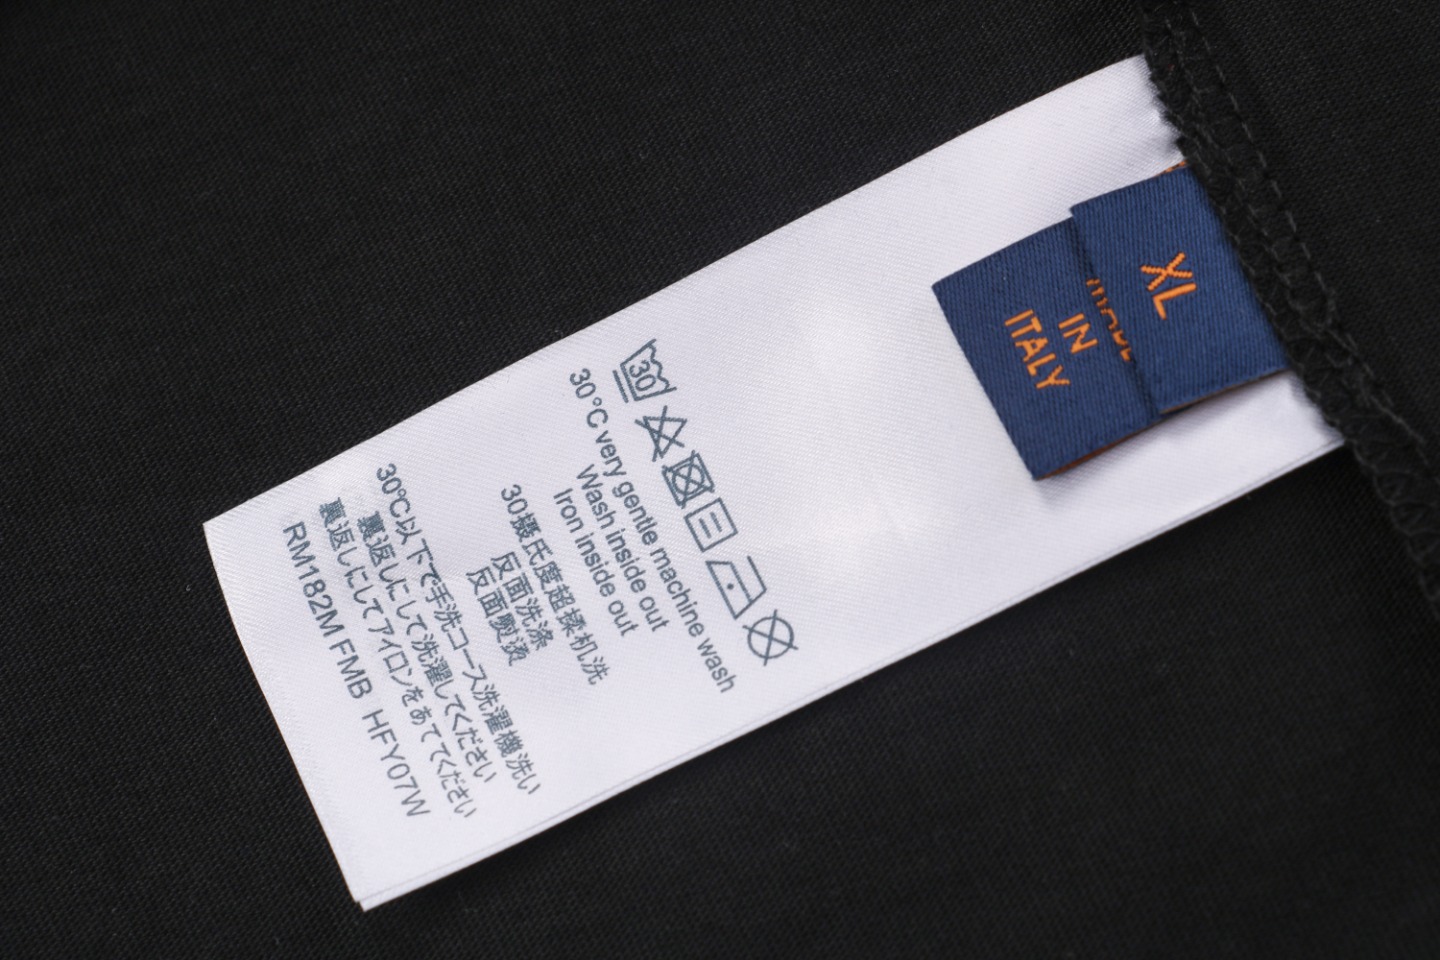 XL
MADE
IN
ITALY
30
30°C very gentle machine wash
Wash inside out
Iron inside out
30摄氏度超揉机洗
反面洗涤
反面熨烫
30℃以下で手洗コース洗濯機洗い
裏返しにして洗濯してください
裏返しにしてアイロンをあててください
RM182M FMB HFY07W